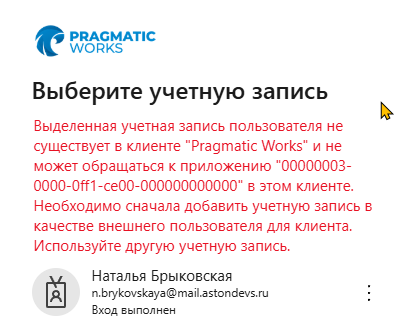 PRAGMATIC
WORKS
Выберите учетную запись
Выделенная учетная запись пользователя не
существует в клиенте "Pragmatic Works" и не
может обращаться к приложению "00000003-
0000-0ff1-ce00-000000000000" в этом клиенте.
Необходимо сначала добавить учетную запись в
качестве внешнего пользователя для клиента.
Используйте другую учетную запись.
Наталья Брыковская
n.brykovskaya@mail.astondevs.ru
Вход выполнен